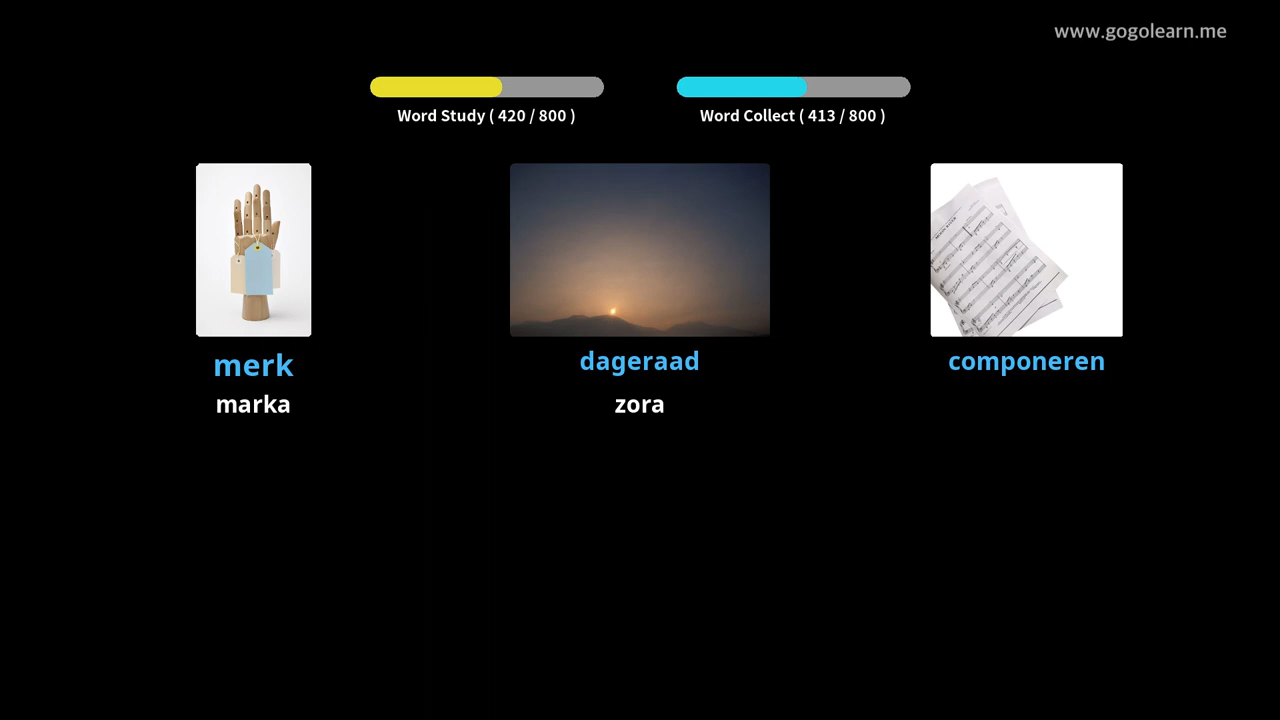 www.gogolearn.me
Word Study ( 420 / 800 )
Word Collect ( 413 / 800 )
merk
dageraad
componeren
marka
zora